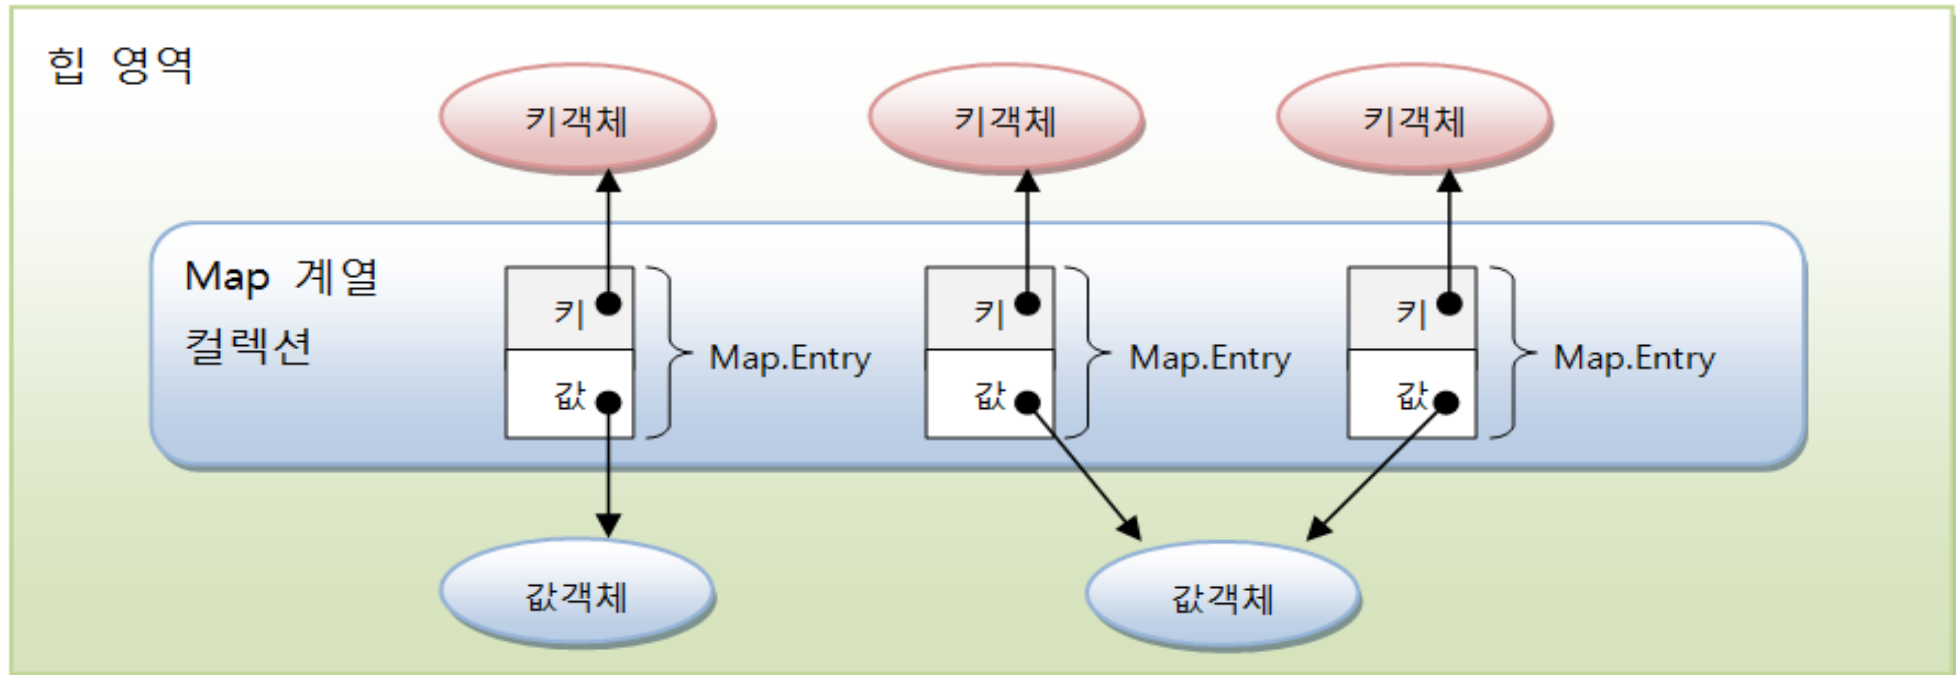 힙 영역
키객체
키객체
키객체
Map 계열
컬렉션
키
값
Map.Entry
키
값
Map.Entry
키
값
Map.Entry
값객체
값객체